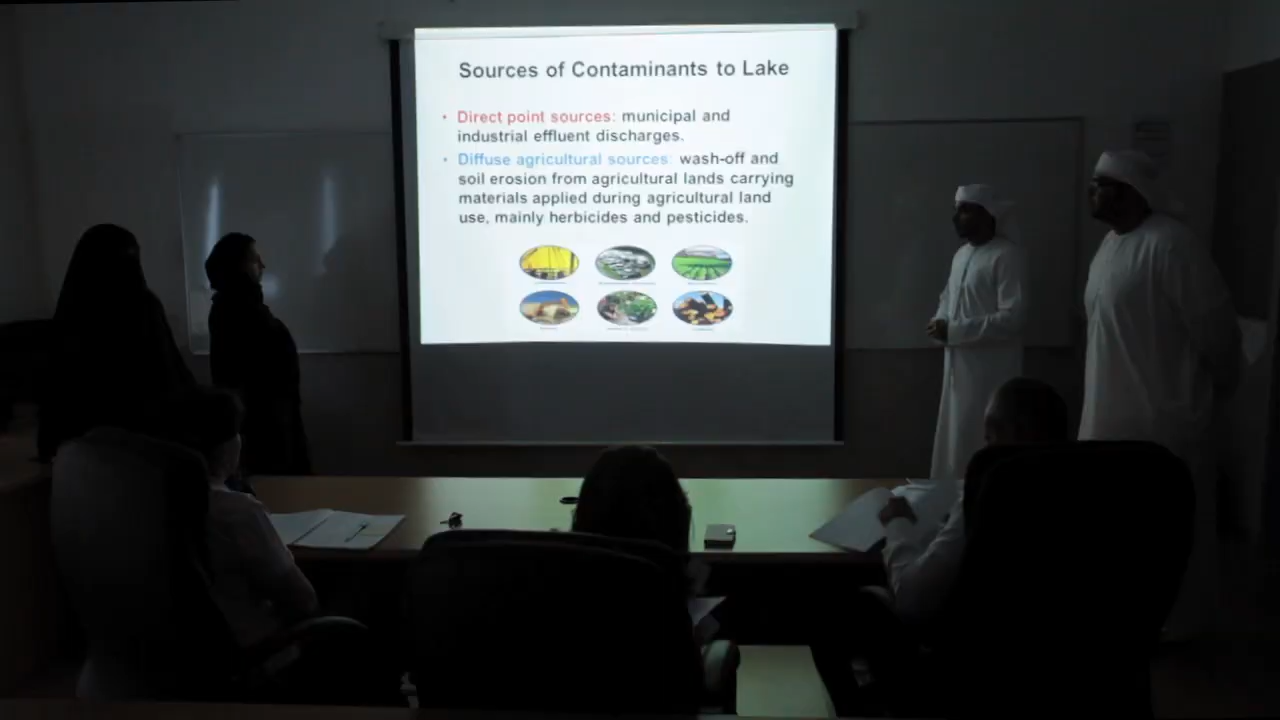 Sources of Contaminants to Lake
• Direct point sources: municipal and
industrial effluent discharges.
• Diffuse agricultural sources: wash-off and
soil erosion from agricultural lands carrying
materials applied during agricultural land
use, mainly herbicides and pesticides.